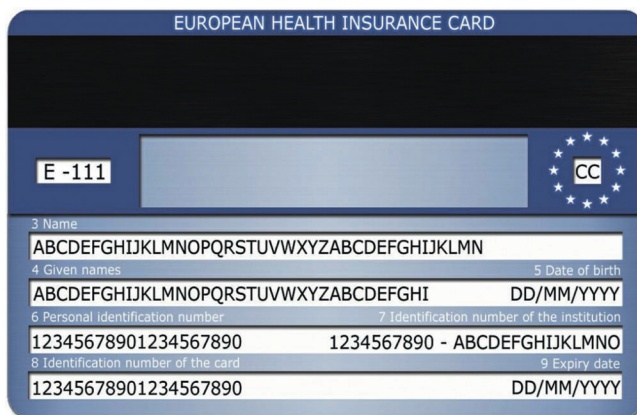 EUROPEAN HEALTH INSURANCE CARD
E -111
CC
3 Name
ABCDEFGHIJKLMNOPQRSTUVWXYZABCDEFGHIJKLMN
4 Given names 5 Date of birth
ABCDEFGHIJKLMNOPQRSTUVWXYZABCDEFGHI DD/MM/YYYY
6 Personal identification number 7 Identification number of the institution
12345678901234567890 1234567890 - ABCDEFGHIJKLMNO
8 Identification number of the card 9 Expiry date
12345678901234567890 DD/MM/YYYY